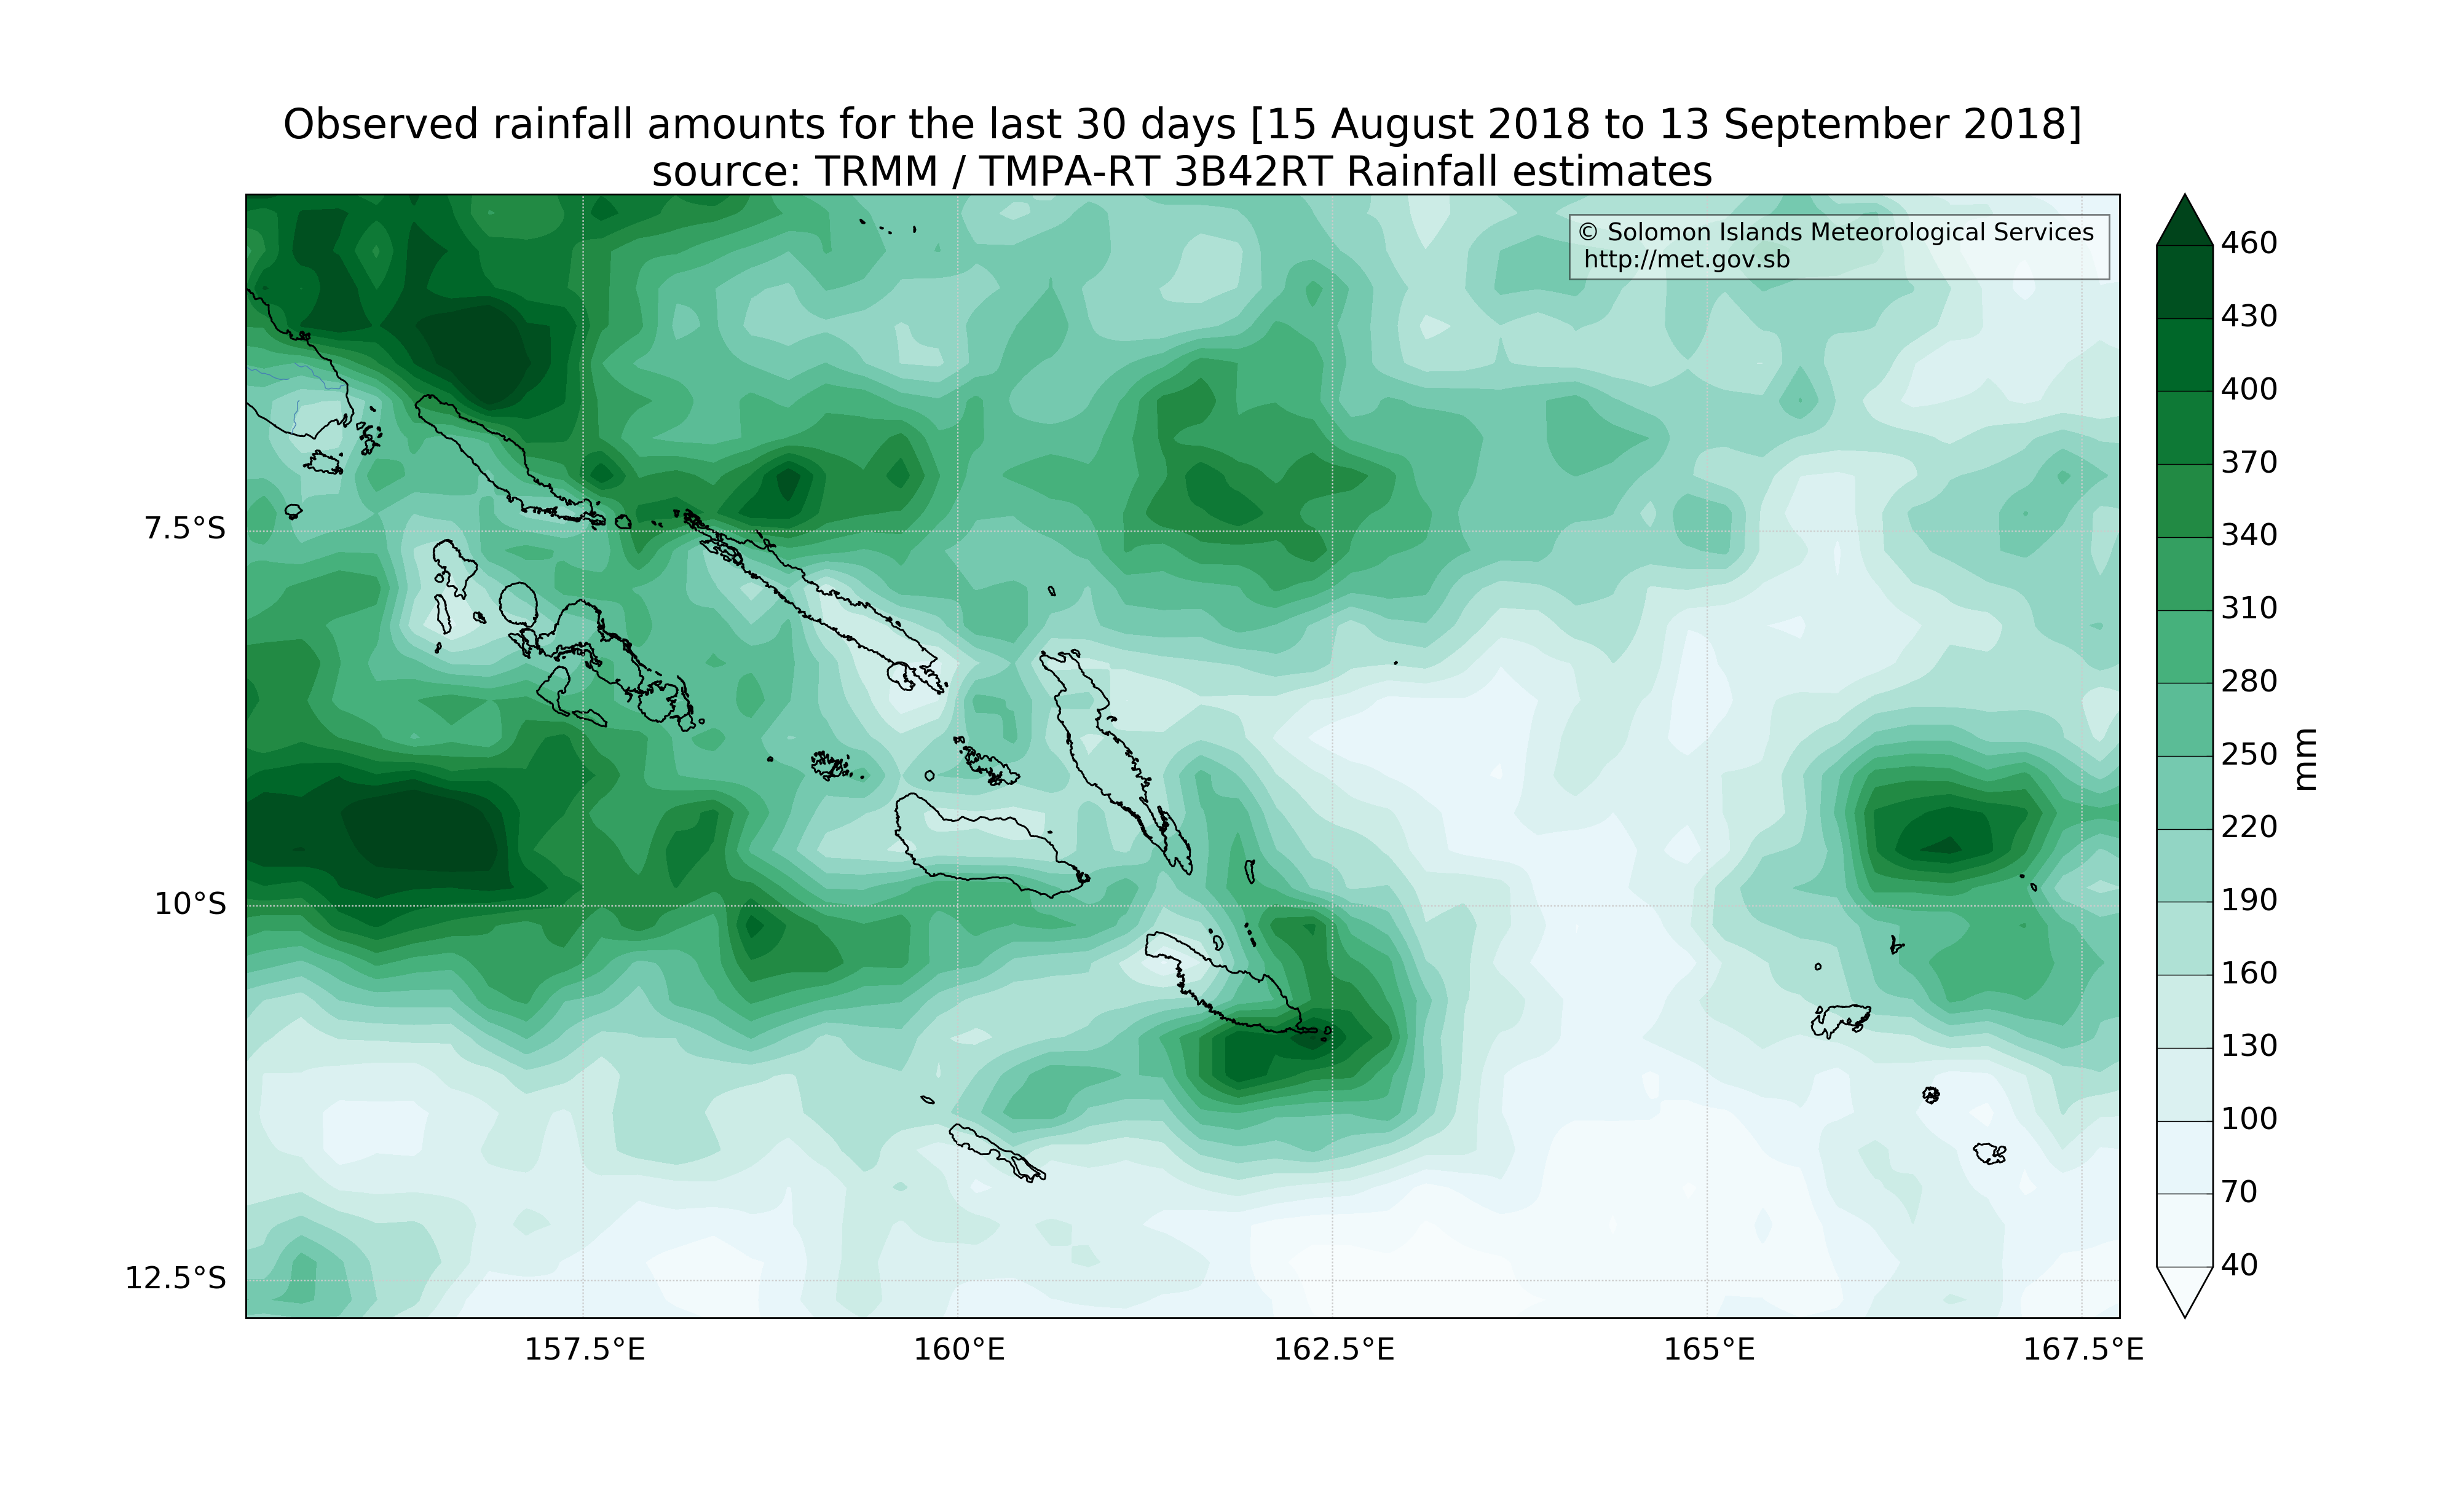 Observed rainfall amounts for the last 30 days [15 August 2018 to 13 September 2018]
source: TRMM / TMPA-RT 3B42RT Rainfall estimates
© Solomon Islands Meteorological Services
http://met.gov.sb
7.5°S
10°S
12.5°S
157.5°E
160°E
162.5°E
165°E
167.5°E
460
430
400
370
340
310
280
250
220
190
160
130
100
70
40
mm